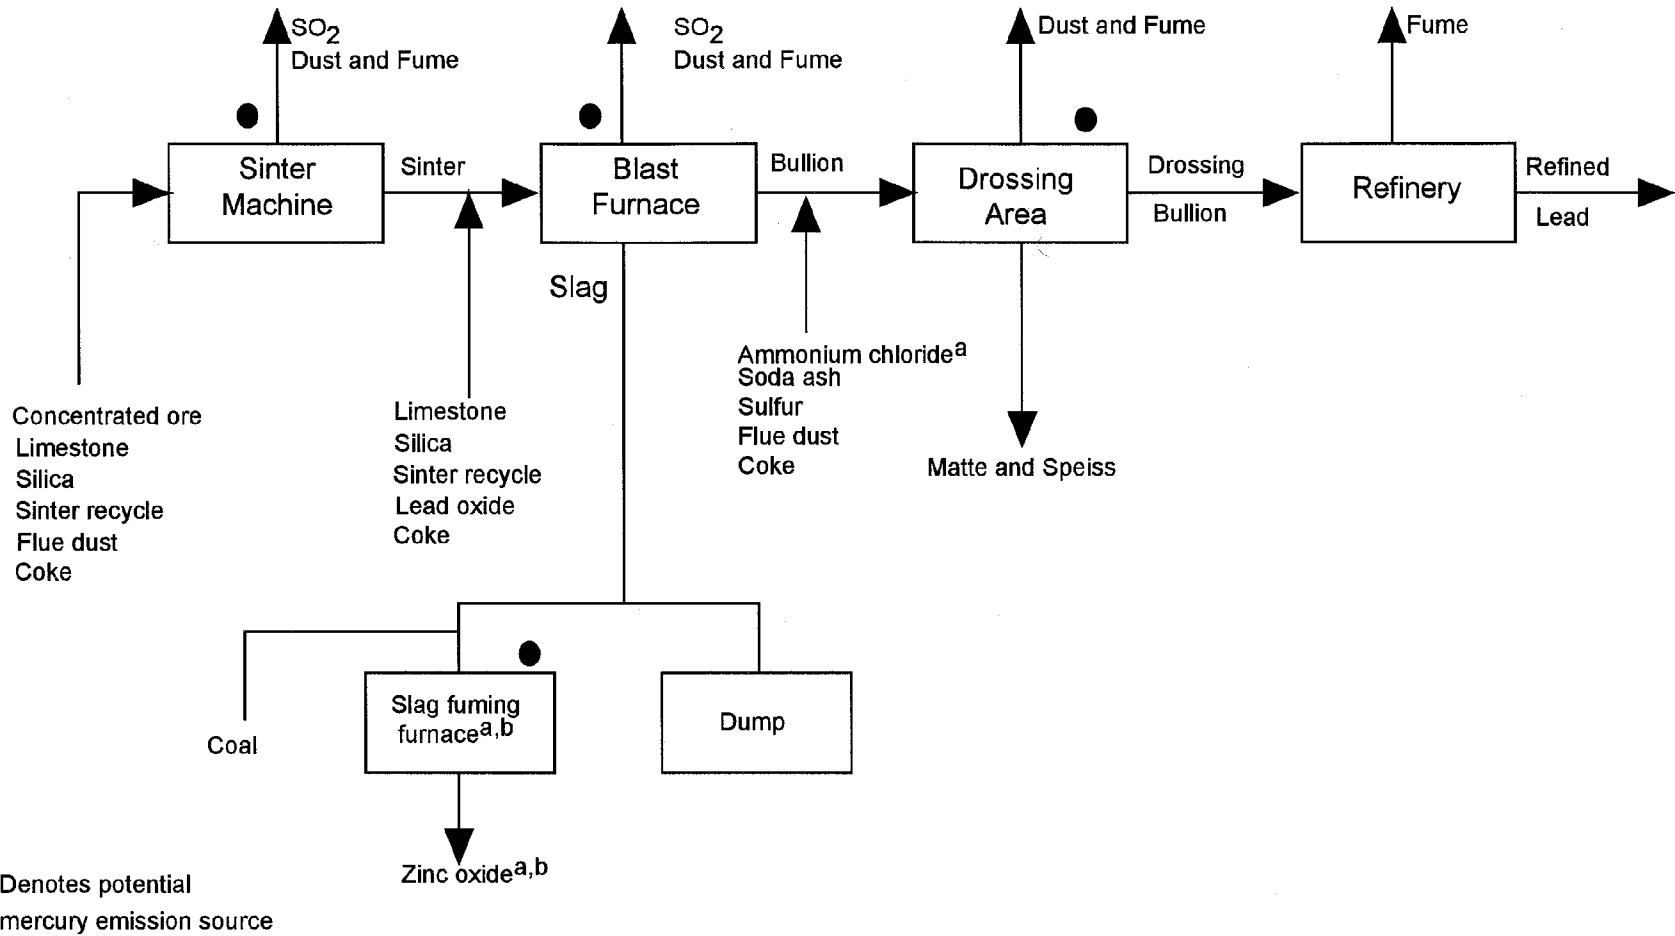 SO2
Dust and Fume
SO2
Dust and Fume
Dust and Fume
Fume
Sinter
Machine
Sinter
Blast
Furnace
Bullion
Drossing
Area
Drossing
Bullion
Refinery
Refined
Lead
Slag
Concentrated ore
Limestone
Silica
Sinter recycle
Flue dust
Coke
Limestone
Silica
Sinter recycle
Lead oxide
Coke
Ammonium chloridea
Soda ash
Sulfur
Flue dust
Coke
Matte and Speiss
Coal
Slag fuming
furnacea,b
Dump
Zinc oxidea,b
Denotes potential
mercury emission source